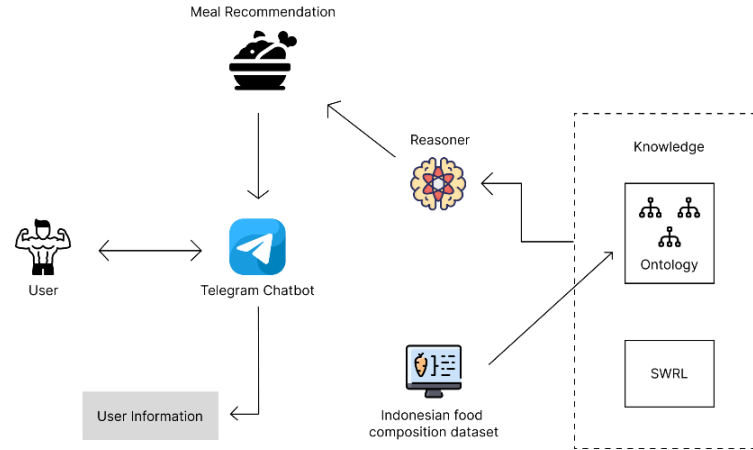 Meal Recommendation
Reasoner
Knowledge
Ontology
User
Telegram Chatbot
SWRL
User Information
Indonesian food
composition dataset